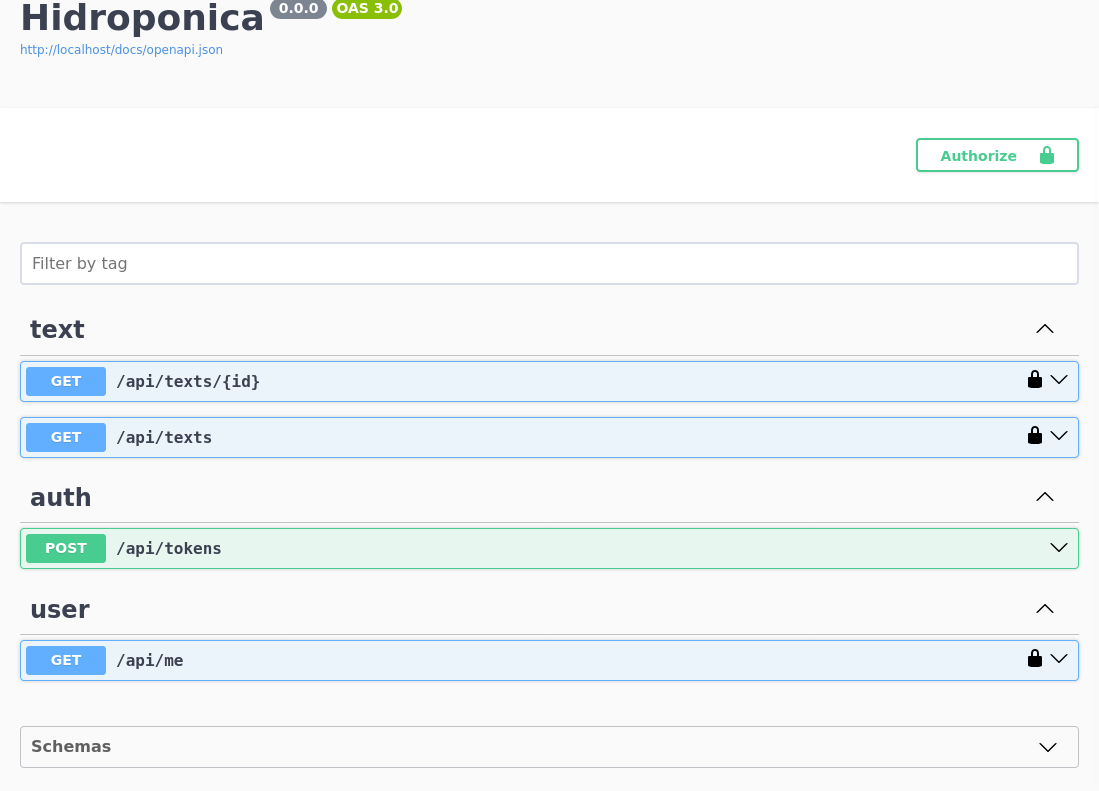 Hidroponica 0.0.0 OAS 3.0
http://localhost/docs/openapi.json
Authorize
Filter by tag
text
GET /api/texts/{id}
GET /api/texts
auth
POST /api/tokens
user
GET /api/me
Schemas